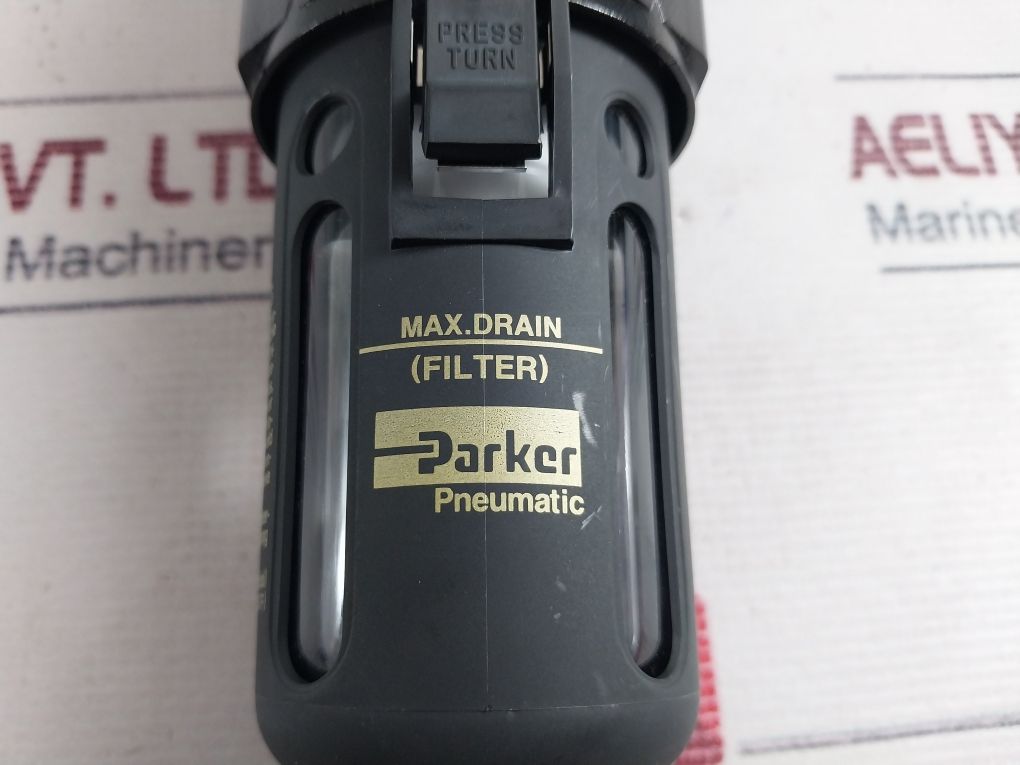 PRESS
TURN
VT. LTD
Machiner
AELIY
Marine
MAX.DRAIN
(FILTER)
Parker
Pneumatic